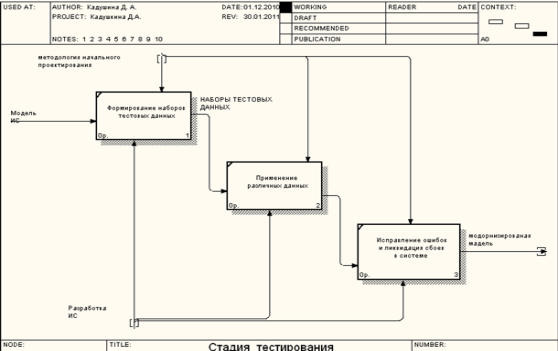 USED AT:
AUTHOR: Кадушина Д. А.
DATE:01.12.2010
WORKING
READER
DATE
CONTEXT:
PROJECT: Кадушкина Д.А.
REV: 30.01.2011
DRAFT
RECOMMENDED
NOTES: 1 2 3 4 5 6 7 8 9 10
PUBLICATION
A0
методология начального
проектирования
Модель
ИС
Формирование наборов
тестовых данных
0р.
1
НАБОРЫ ТЕСТОВЫХ
ДАННЫХ
Применение
различных данных
0р.
2
Исправление ошибок
и ликвидация сбоев
в системе
0р.
3
модорнизированая
мадель
Разработка
ИС
NODE:
TITLE:
Стадия тестирования
NUMBER: